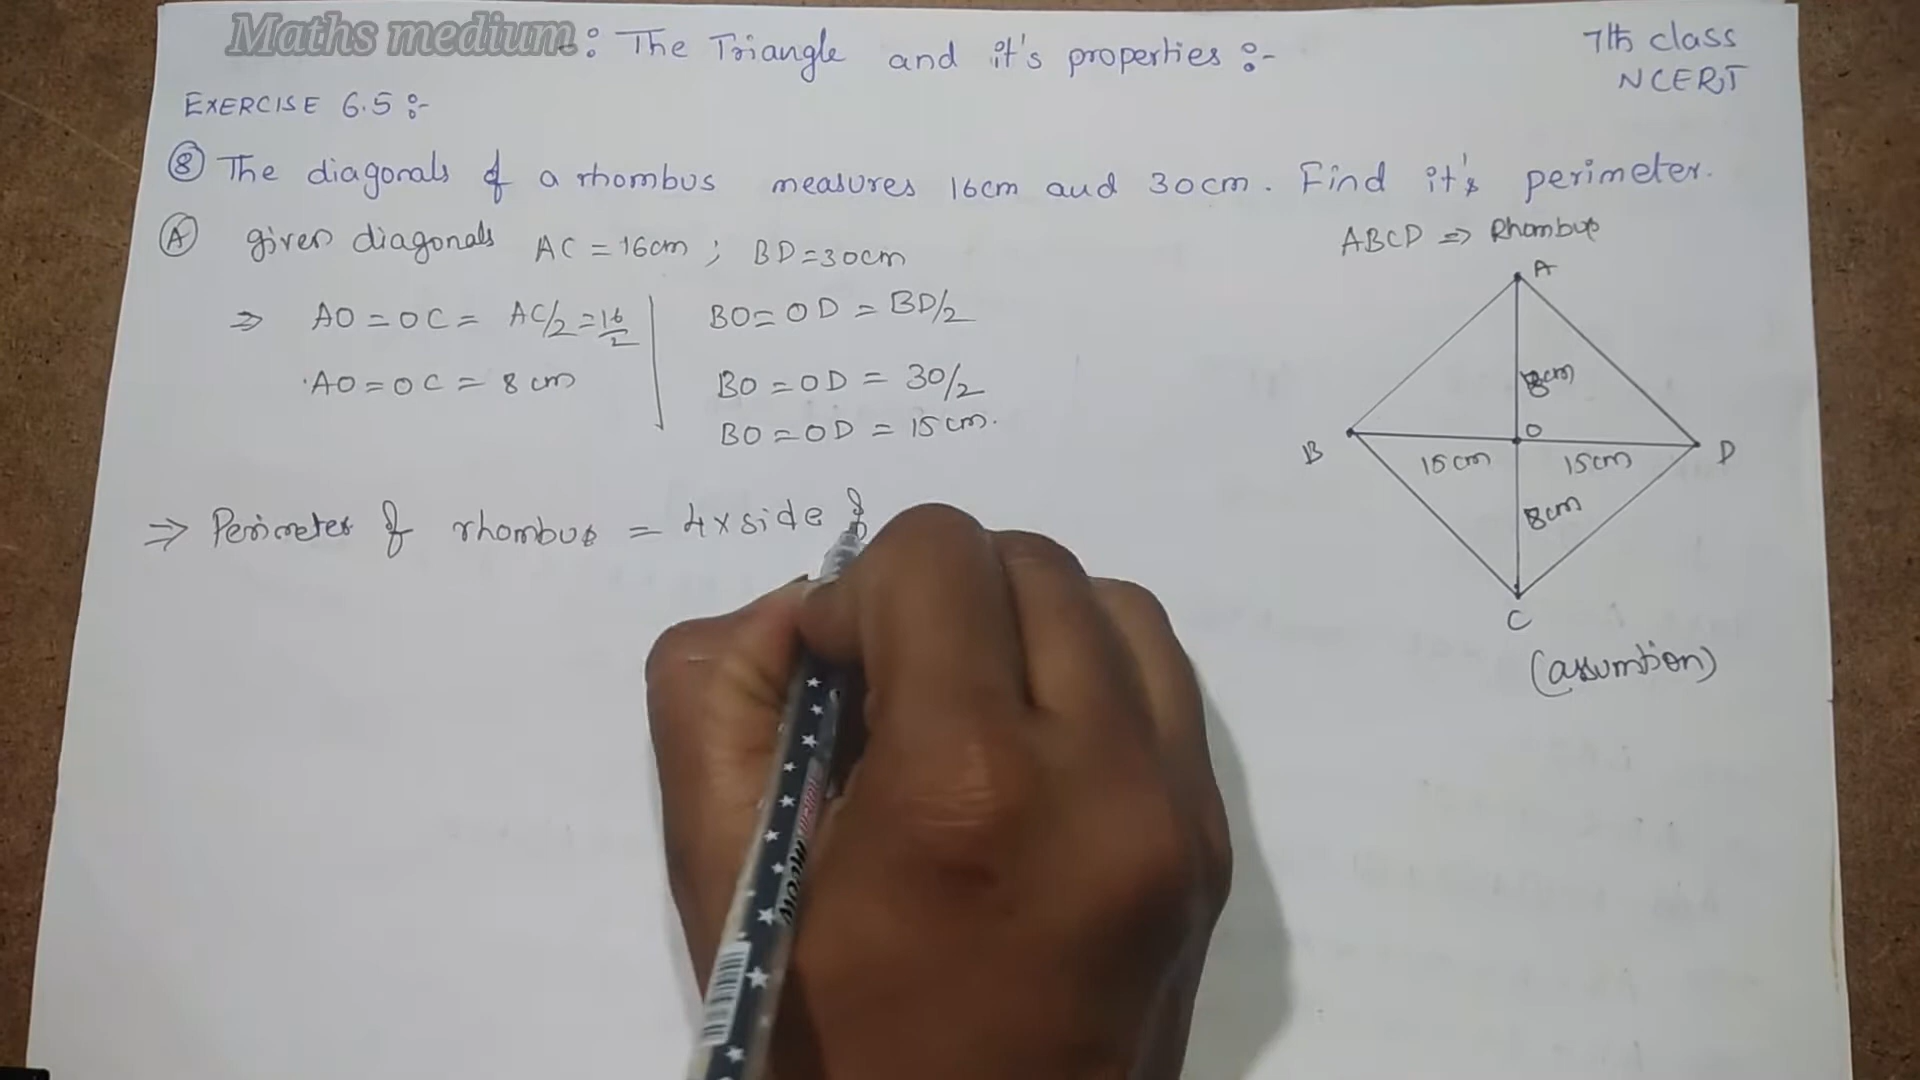 Maths medium
-: The Triangle and it's properties :-
7th class
NCERT
EXERCISE 6.5 :-
⑧ The diagonals of a rhombus measures 16cm and 30cm. Find it's perimeter.
Ⓐ given diagonals AC = 16cm ; BD = 30cm
⇒ AO = OC = AC/2 = 16/2
AO = OC = 8 cm
BO = OD = BD/2
BO = OD = 30/2
BO = OD = 15 cm.
⇒ Perimeter of rhombus = 4 x side of
ABCD ⇒ Rhombus
A
8cm
B
O
D
15cm 15cm
8cm
C
(assumtion)